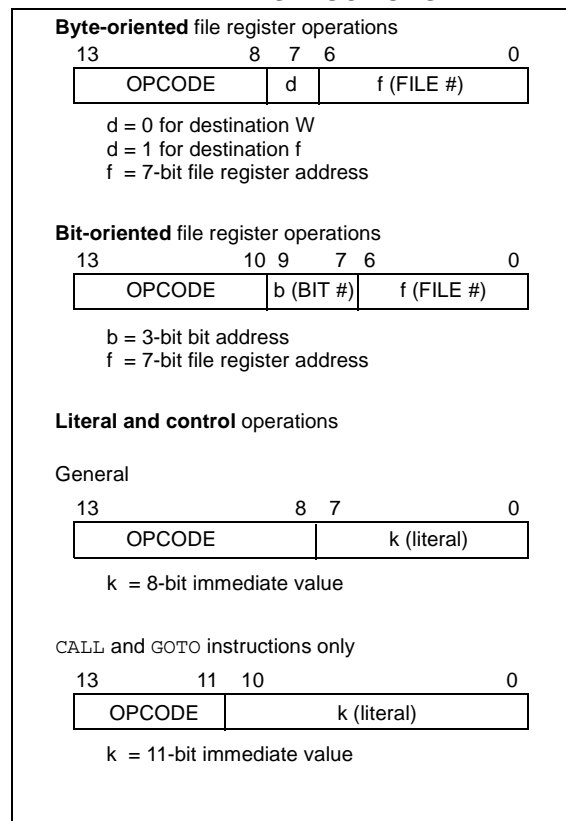 Byte-oriented file register operations
13 8 7 6 0
OPCODE d f (FILE #)
d = 0 for destination W
d = 1 for destination f
f = 7-bit file register address
Bit-oriented file register operations
13 10 9 7 6 0
OPCODE b (BIT #) f (FILE #)
b = 3-bit bit address
f = 7-bit file register address
Literal and control operations
General
13 8 7 0
OPCODE k (literal)
k = 8-bit immediate value
CALL and GOTO instructions only
13 11 10 0
OPCODE k (literal)
k = 11-bit immediate value